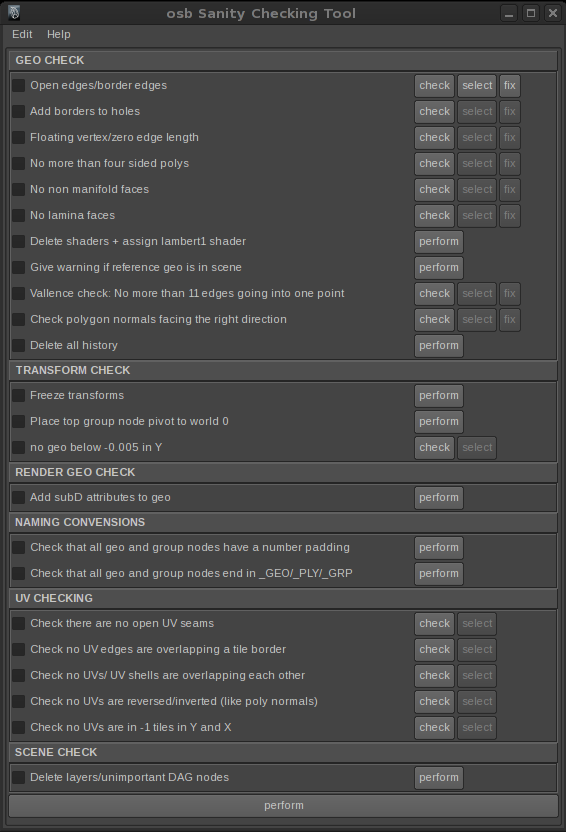 osb Sanity Checking Tool
Edit Help
GEO CHECK
Open edges/border edges check select fix
Add borders to holes check select fix
Floating vertex/zero edge length check select fix
No more than four sided polys check select fix
No non manifold faces check select fix
No lamina faces check select fix
Delete shaders + assign lambert1 shader perform
Give warning if reference geo is in scene perform
Vallence check: No more than 11 edges going into one point check select fix
Check polygon normals facing the right direction check select fix
Delete all history perform
TRANSFORM CHECK
Freeze transforms perform
Place top group node pivot to world 0 perform
no geo below -0.005 in Y check select
RENDER GEO CHECK
Add subD attributes to geo perform
NAMING CONVENSIONS
Check that all geo and group nodes have a number padding perform
Check that all geo and group nodes end in _GEO/_PLY/_GRP perform
UV CHECKING
Check there are no open UV seams check select
Check no UV edges are overlapping a tile border check select
Check no UVs/ UV shells are overlapping each other check select
Check no UVs are reversed/inverted (like poly normals) check select
Check no UVs are in -1 tiles in Y and X check select
SCENE CHECK
Delete layers/unimportant DAG nodes perform
perform